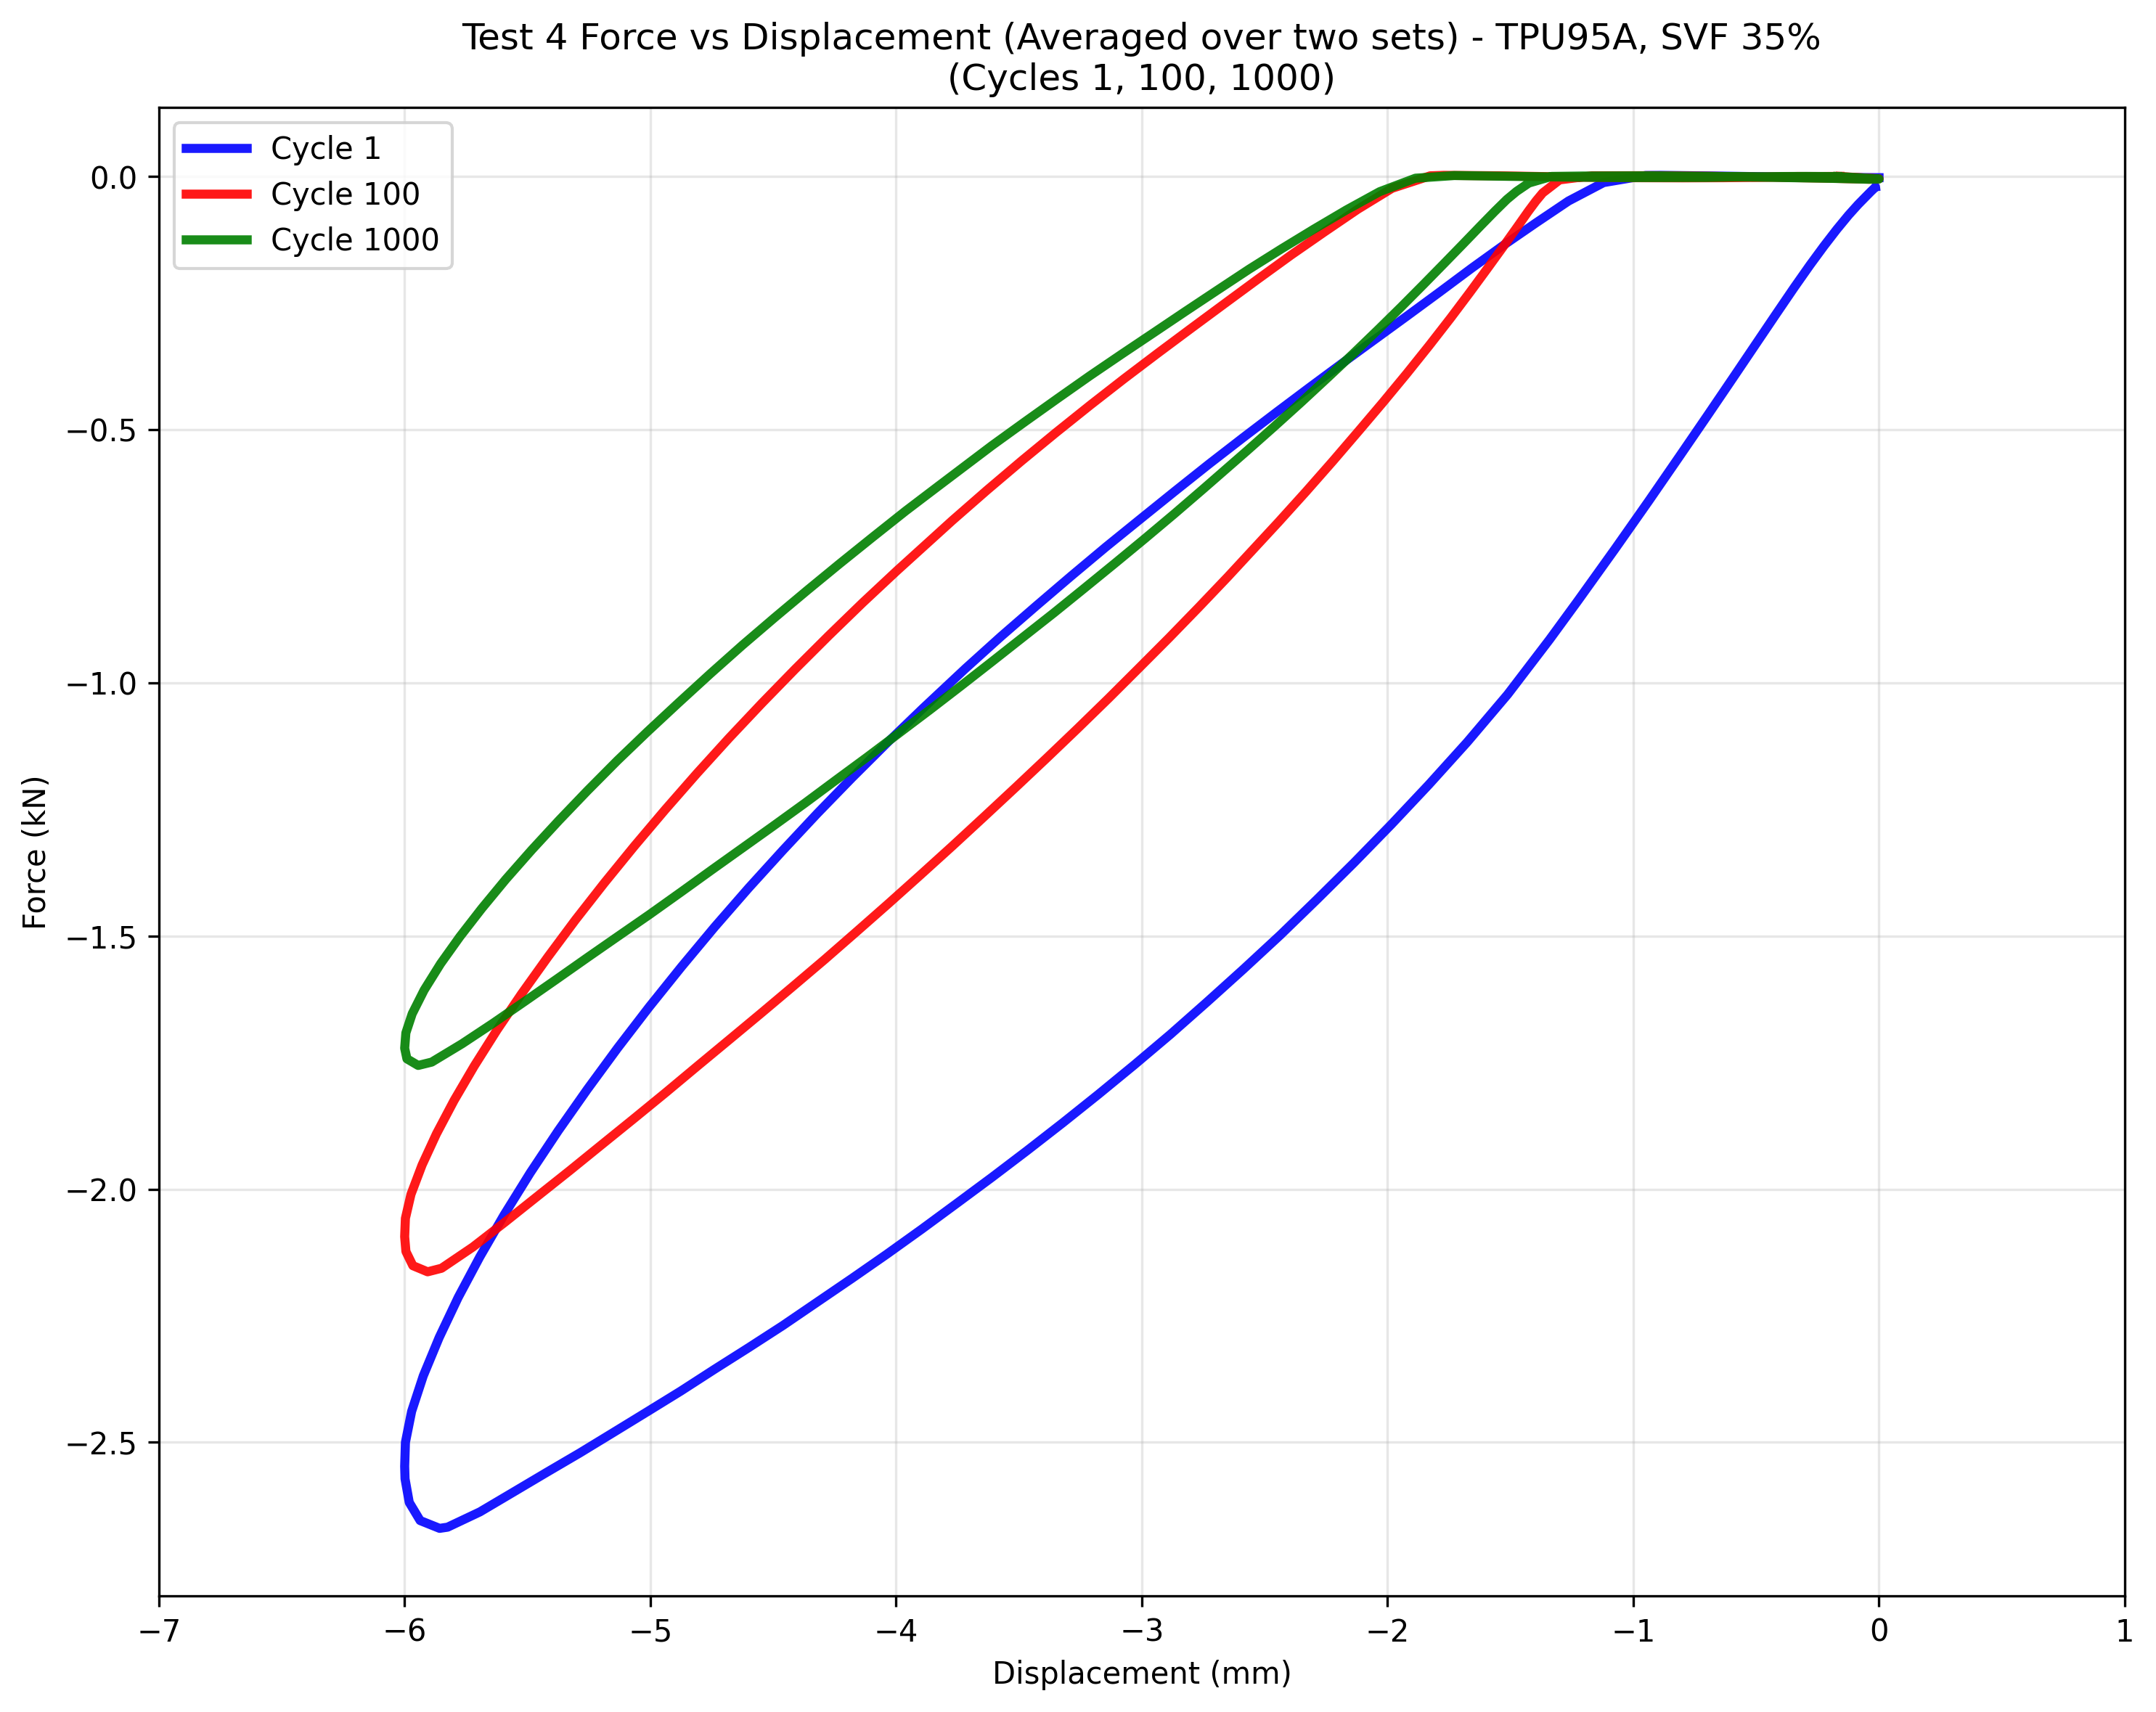 Test 4 Force vs Displacement (Averaged over two sets) - TPU95A, SVF 35%
(Cycles 1, 100, 1000)
Cycle 1
Cycle 100
Cycle 1000
0.0
−0.5
−1.0
−1.5
−2.0
−2.5
Force (kN)
−7 −6 −5 −4 −3 −2 −1 0 1
Displacement (mm)